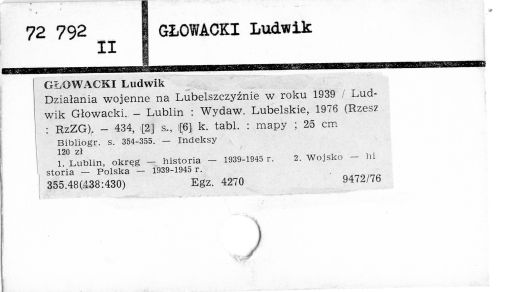 72 792
II
GŁOWACKI Ludwik
GŁOWACKI Ludwik
Działania wojenne na Lubelszczyźnie w roku 1939 / Lud-
wik Głowacki. — Lublin : Wydaw. Lubelskie, 1976 (Rzesz
: RzZG). — 434, [2] s., [6] k. tabl. : mapy ; 25 cm
Bibliogr. s. 354-355. — Indeksy
120 zł
1. Lublin, okręg — historia — 1939-1945 r. 2. Wojsko — hi
storia — Polska — 1939-1945 r.
355.48(438:430) Egz. 4270 9472/76